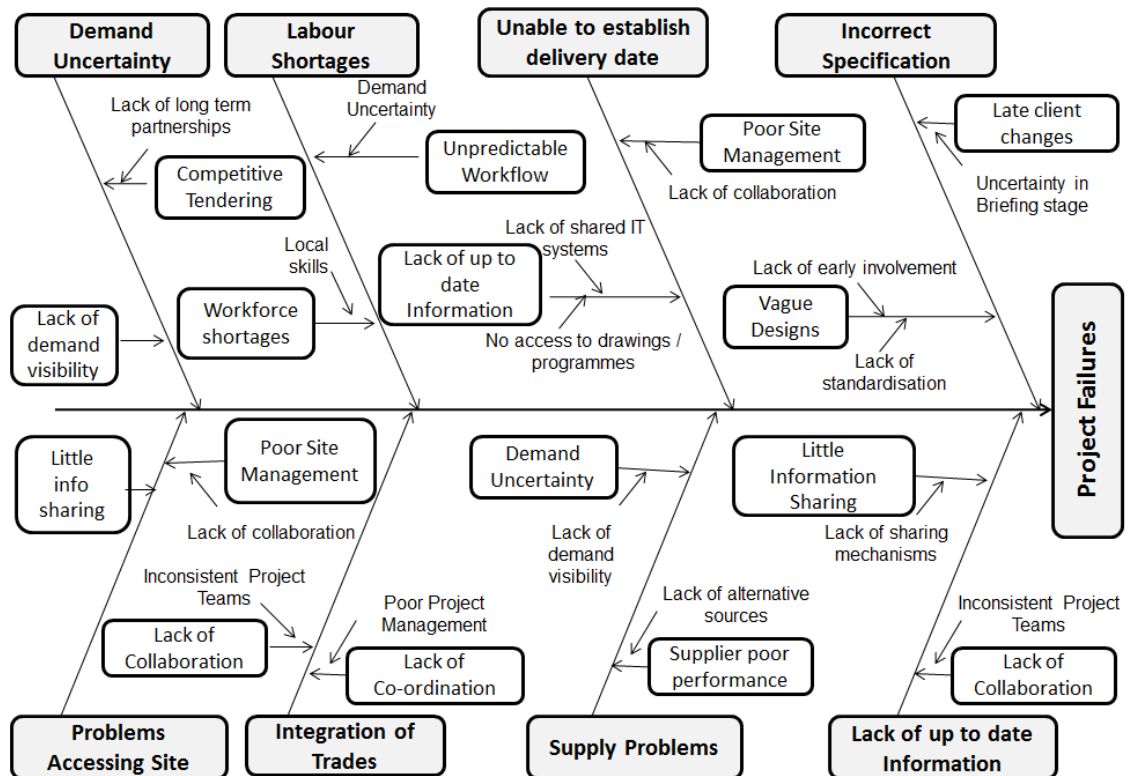 Demand
Uncertainty
Labour
Shortages
Unable to establish
delivery date
Incorrect
Specification
Lack of long term
partnerships
Competitive
Tendering
Lack of
demand
visibility
Demand
Uncertainty
Unpredictable
Workflow
Local
skills
Workforce
shortages
Poor Site
Management
Lack of collaboration
Lack of shared IT
systems
Lack of up to
date
Information
No access to drawings /
programmes
Late client
changes
Uncertainty in
Briefing stage
Lack of early involvement
Vague
Designs
Lack of
standardisation
Project Failures
Little
info
sharing
Poor Site
Management
Lack of collaboration
Inconsistent Project
Teams
Lack of
Collaboration
Poor Project
Management
Lack of
Co-ordination
Demand
Uncertainty
Lack of
demand
visibility
Lack of alternative
sources
Supplier poor
performance
Little
Information
Sharing
Lack of sharing
mechanisms
Inconsistent Project
Teams
Lack of
Collaboration
Problems
Accessing Site
Integration of
Trades
Supply Problems
Lack of up to date
Information